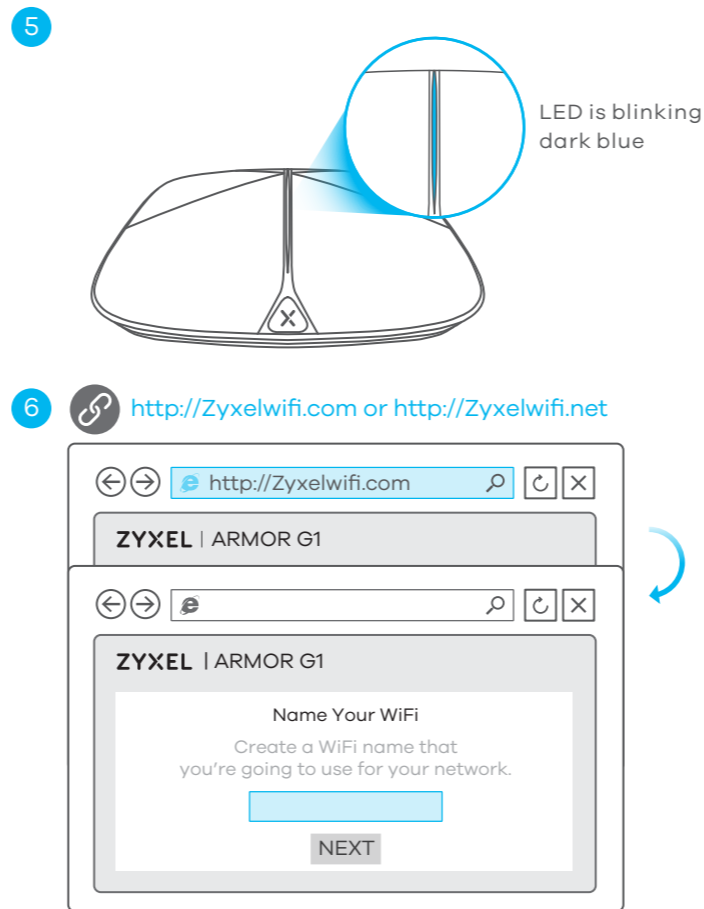 5
LED is blinking
dark blue
X
6
http://Zyxelwifi.com or http://Zyxelwifi.net
http://Zyxelwifi.com
ZYXEL | ARMOR G1
ZYXEL | ARMOR G1
Name Your WiFi
Create a WiFi name that
you're going to use for your network.
NEXT